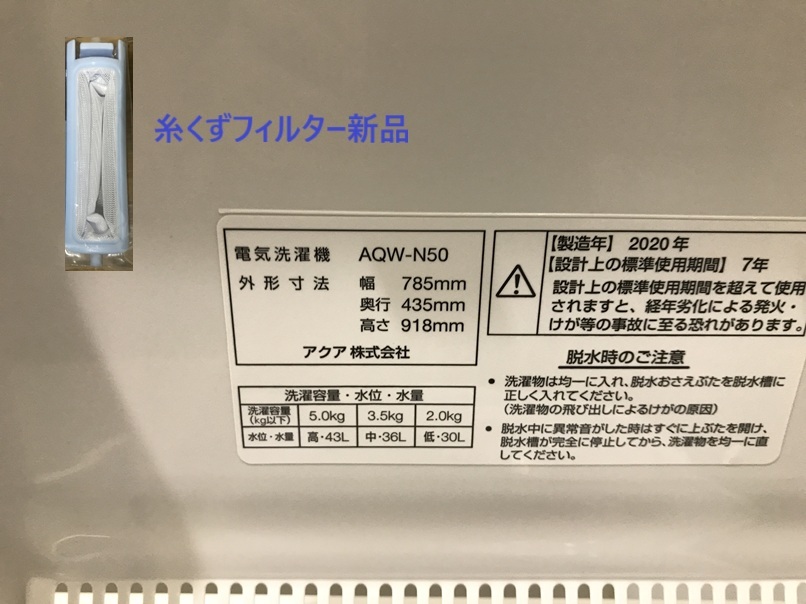 糸くずフィルター新品
電気洗濯機 AQW-N50
外形寸法 幅 785mm
奥行 435mm
高さ 918mm
アクア株式会社
【製造年】 2020年
【設計上の標準使用期間】 7年
設計上の標準使用期間を超えて使用
されますと、経年劣化による発火・
けが等の事故に至る恐れがあります。
洗濯容量・水位・水量
洗濯容量(kg以下) 5.0kg 3.5kg 2.0kg
水位・水量 高・43L 中・36L 低・30L
脱水時のご注意
• 洗濯物は均一に入れ、脱水おさえぶたを脱水槽に
正しく入れてください。
(洗濯物の飛び出しによるけがの原因)
• 脱水中に異常音がした時はすぐに上ぶたを開け、
脱水槽が完全に停止してから、洗濯物を均一に直
してください。